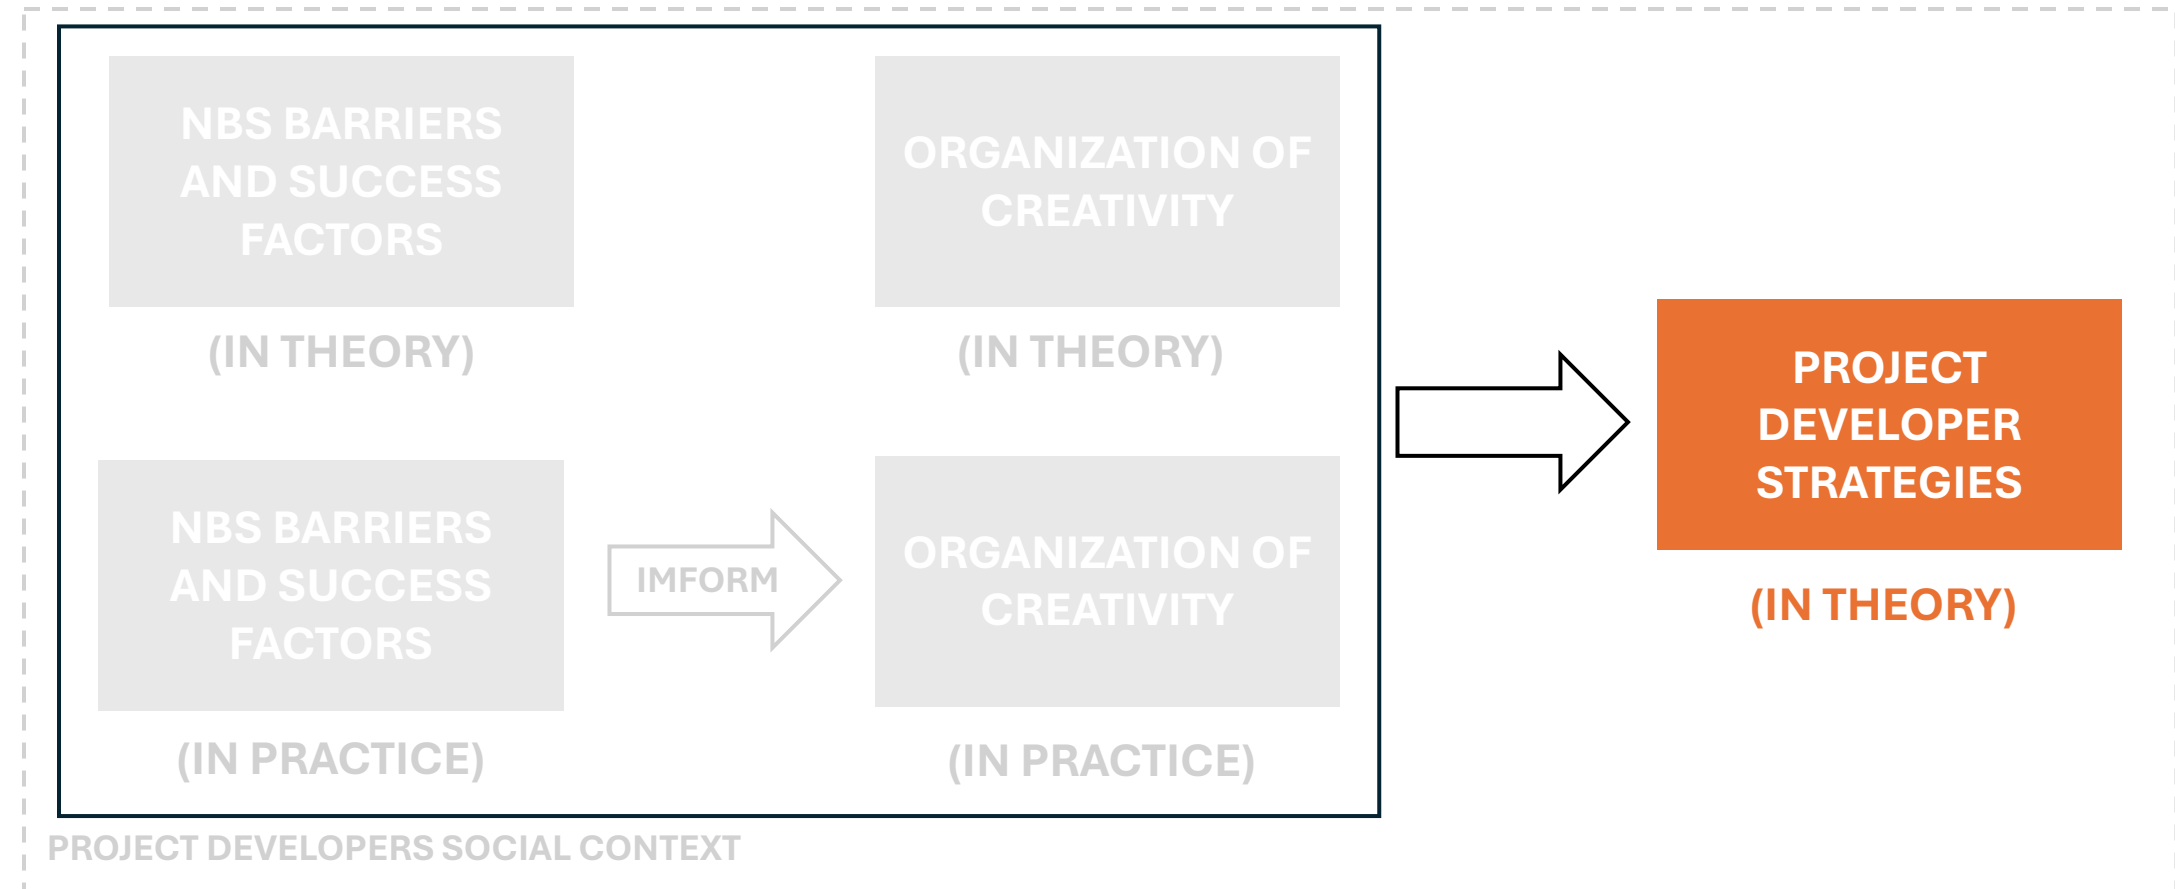 NBS BARRIERS
AND SUCCESS
FACTORS
(IN THEORY)
ORGANIZATION OF
CREATIVITY
(IN THEORY)
NBS BARRIERS
AND SUCCESS
FACTORS
(IN PRACTICE)
IMFORM
ORGANIZATION OF
CREATIVITY
(IN PRACTICE)
PROJECT
DEVELOPER
STRATEGIES
(IN THEORY)
PROJECT DEVELOPERS SOCIAL CONTEXT